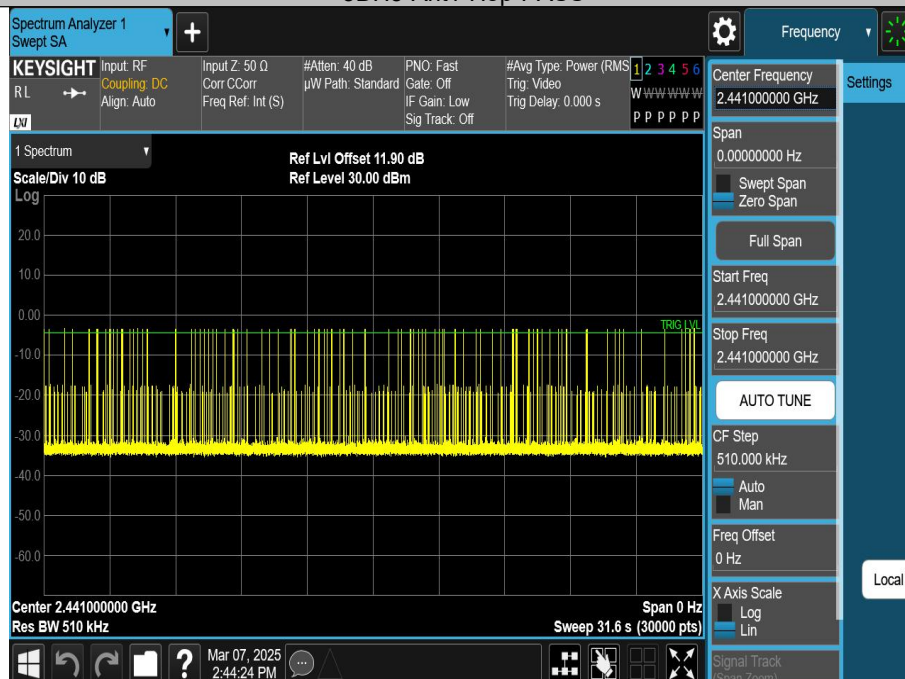 Spectrum Analyzer 1
Swept SA
+
Frequency
KEYSIGHT
RL
LXI
Input: RF
Coupling: DC
Align: Auto
Input Z: 50 Ω
Corr CCorr
Freq Ref: Int (S)
#Atten: 40 dB
µW Path: Standard
PNO: Fast
Gate: Off
IF Gain: Low
Sig Track: Off
#Avg Type: Power (RMS
Trig: Video
Trig Delay: 0.000 s
1 2 3 4 5 6
W W W W W W
P P P P P P
1 Spectrum
Scale/Div 10 dB
Ref Lvl Offset 11.90 dB
Ref Level 30.00 dBm
Log
20.0
10.0
0.00
-10.0
-20.0
-30.0
-40.0
-50.0
-60.0
TRIG LVL
Center 2.441000000 GHz
Res BW 510 kHz
Span 0 Hz
Sweep 31.6 s (30000 pts)
Center Frequency
2.441000000 GHz
Settings
Span
0.00000000 Hz
Swept Span
Zero Span
Full Span
Start Freq
2.441000000 GHz
Stop Freq
2.441000000 GHz
AUTO TUNE
CF Step
510.000 kHz
Auto
Man
Freq Offset
0 Hz
Local
X Axis Scale
Log
Lin
Signal Track
(Span Zoom)
?
Mar 07, 2025
2:44:24 PM